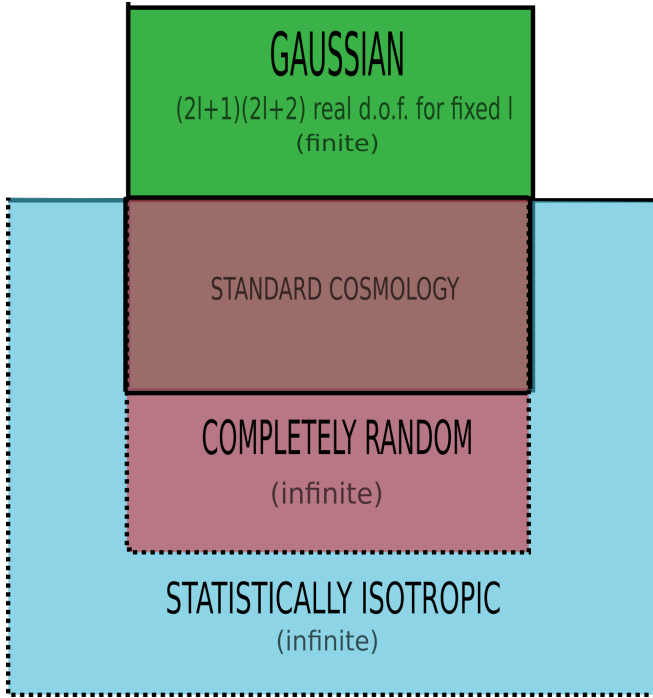 GAUSSIAN
(2l+1)(2l+2) real d.o.f. for fixed l
(finite)
STANDARD COSMOLOGY
COMPLETELY RANDOM
(infinite)
STATISTICALLY ISOTROPIC
(infinite)